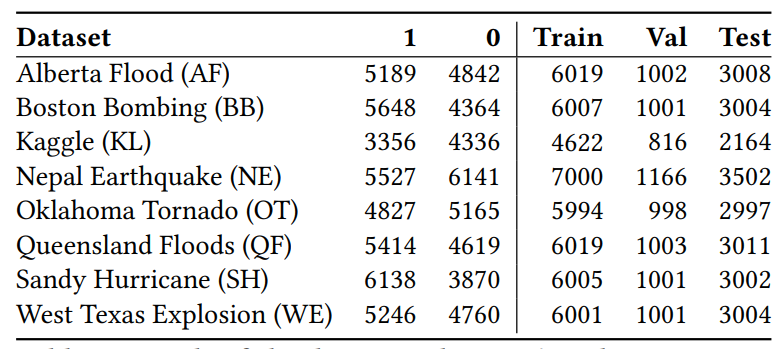 Dataset 1 0 Train Val Test
Alberta Flood (AF) 5189 4842 6019 1002 3008
Boston Bombing (BB) 5648 4364 6007 1001 3004
Kaggle (KL) 3356 4336 4622 816 2164
Nepal Earthquake (NE) 5527 6141 7000 1166 3502
Oklahoma Tornado (OT) 4827 5165 5994 998 2997
Queensland Floods (QF) 5414 4619 6019 1003 3011
Sandy Hurricane (SH) 6138 3870 6005 1001 3002
West Texas Explosion (WE) 5246 4760 6001 1001 3004